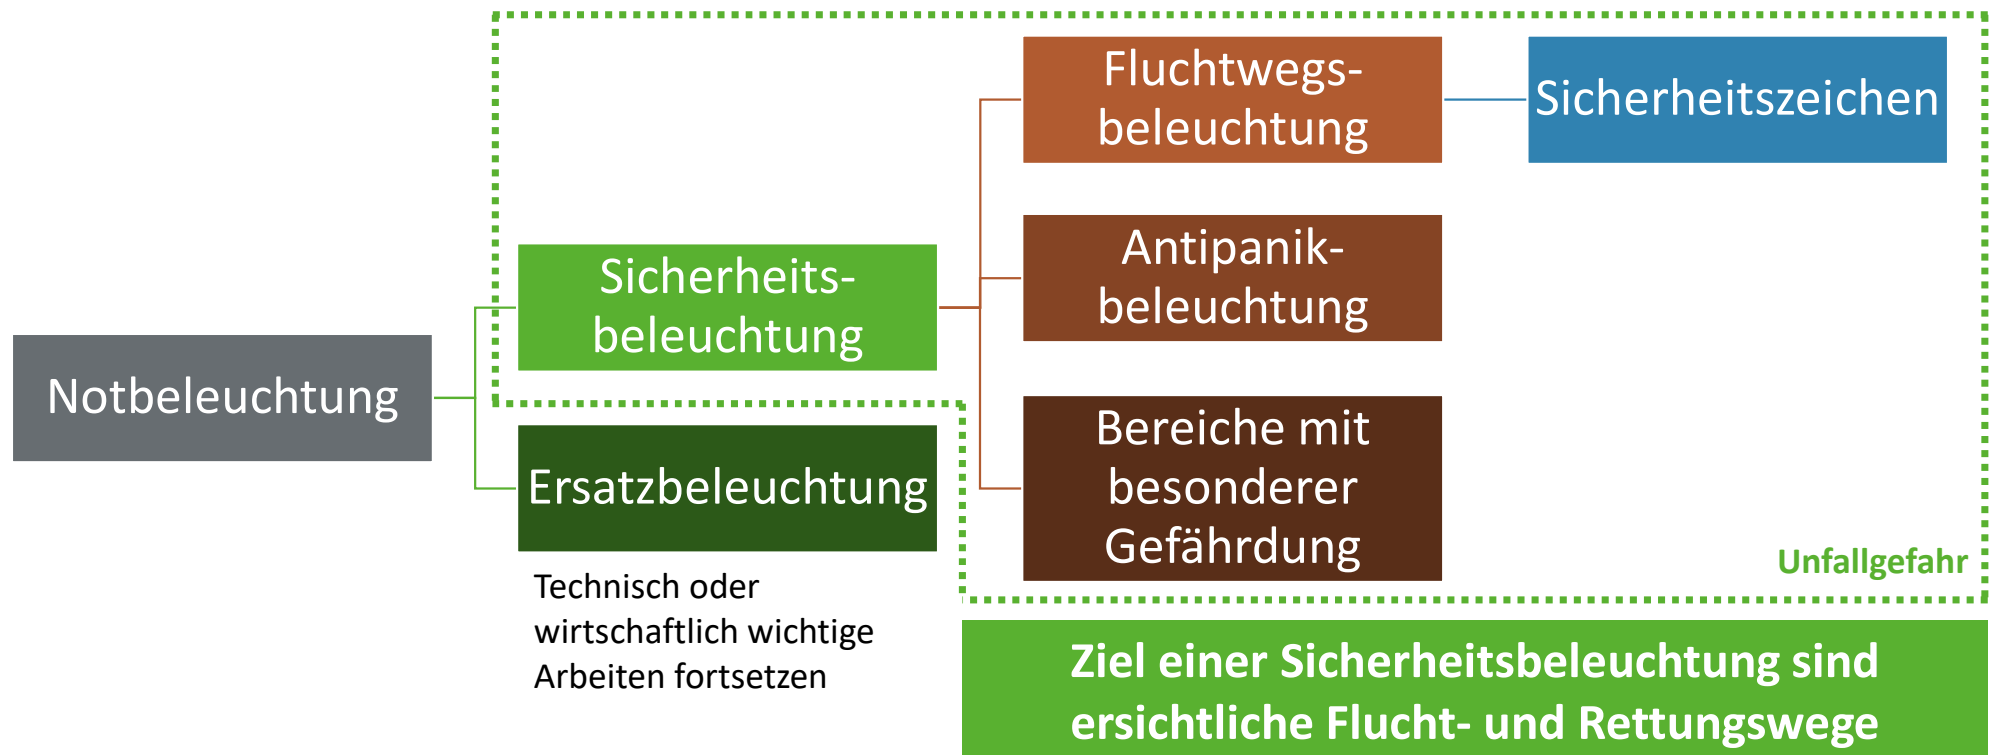 Notbeleuchtung
Sicherheits-
beleuchtung
Ersatzbeleuchtung
Technisch oder
wirtschaftlich wichtige
Arbeiten fortsetzen
Fluchtwegs-
beleuchtung
Sicherheitszeichen
Antipanik-
beleuchtung
Bereiche mit
besonderer
Gefährdung
Unfallgefahr
Ziel einer Sicherheitsbeleuchtung sind
ersichtliche Flucht- und Rettungswege